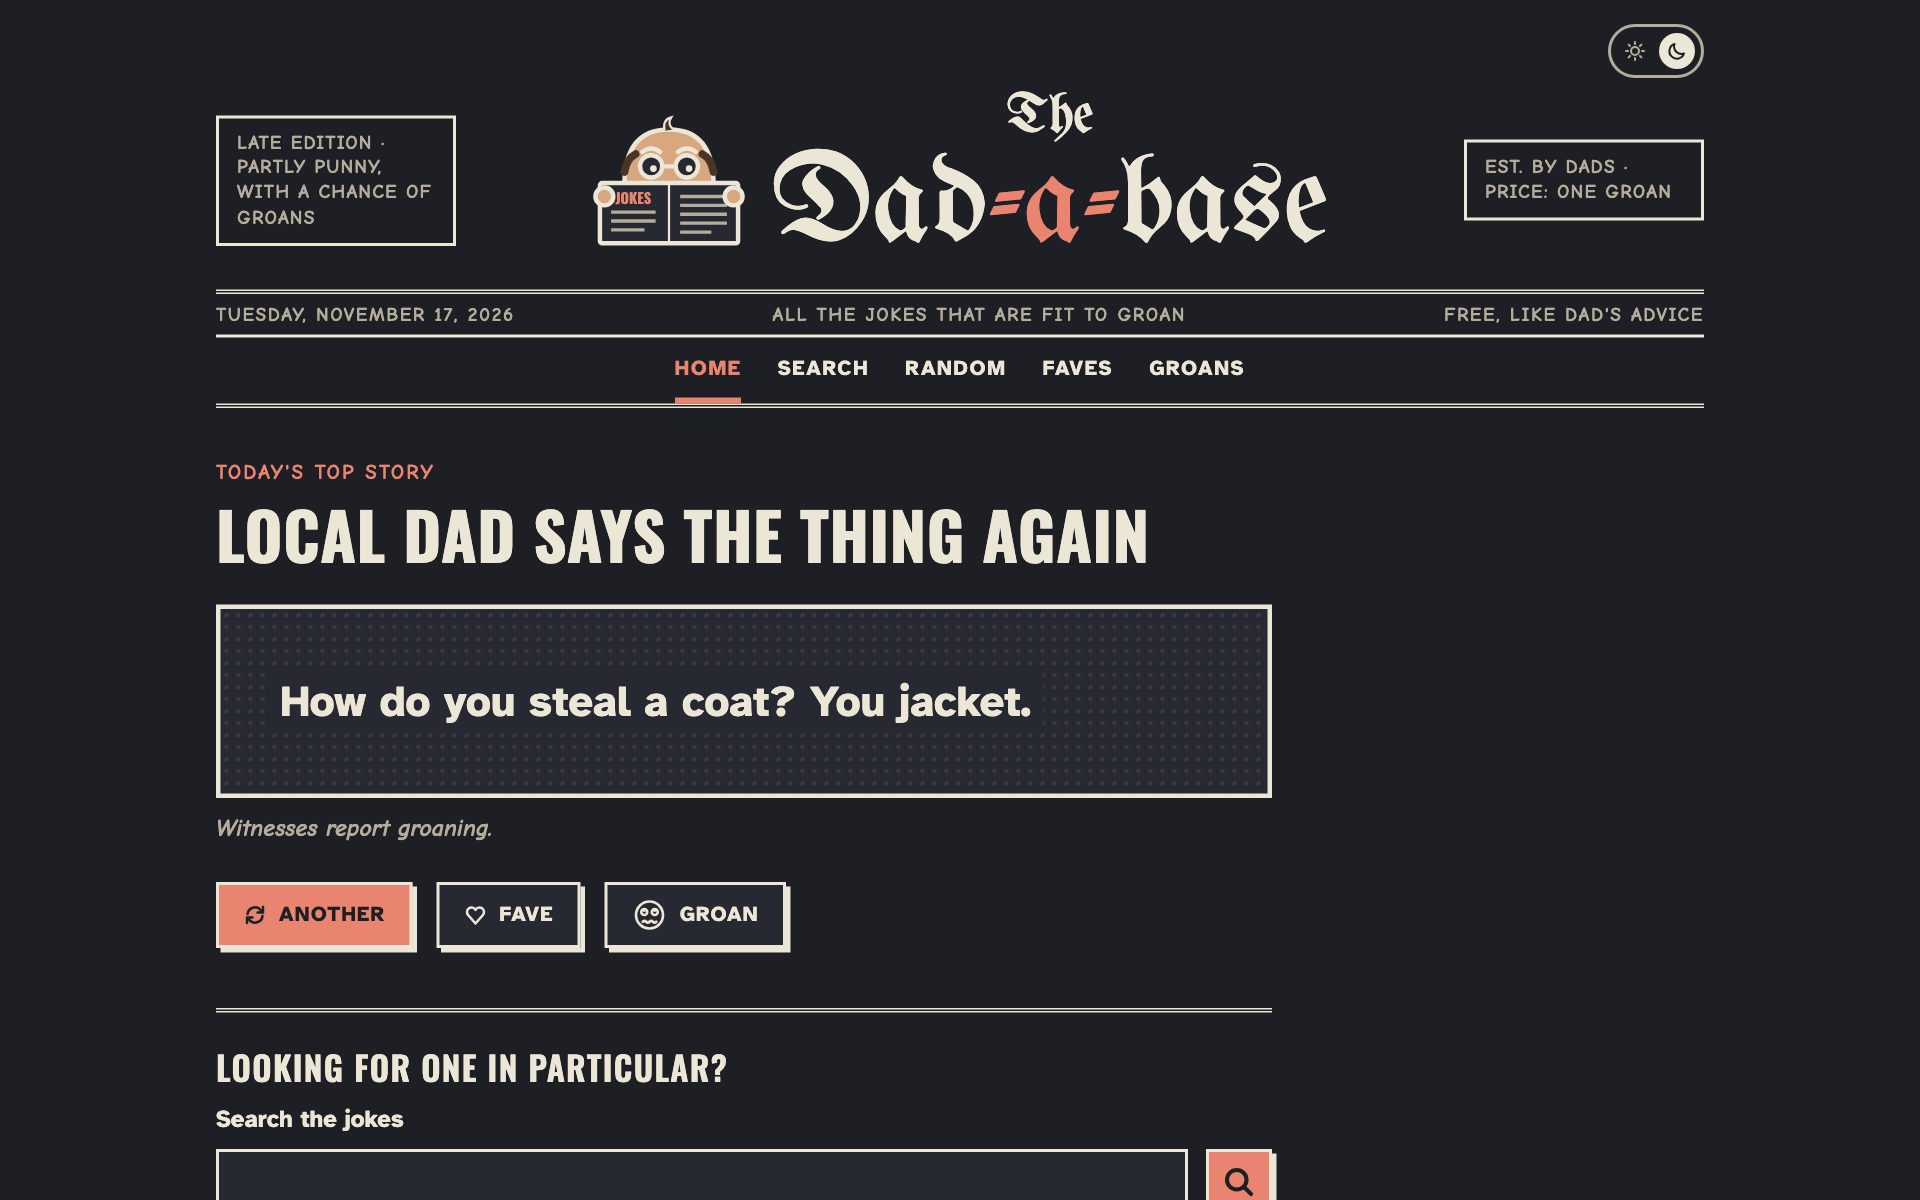 The
LATE EDITION ·
PARTLY PUNNY,
WITH A CHANCE OF
GROANS
JOKES
Dad=a=base
EST. BY DADS ·
PRICE: ONE GROAN
TUESDAY, NOVEMBER 17, 2026
ALL THE JOKES THAT ARE FIT TO GROAN
FREE, LIKE DAD'S ADVICE
HOME
SEARCH
RANDOM
FAVES
GROANS
TODAY'S TOP STORY
LOCAL DAD SAYS THE THING AGAIN
How do you steal a coat? You jacket.
Witnesses report groaning.
ANOTHER
FAVE
GROAN
LOOKING FOR ONE IN PARTICULAR?
Search the jokes